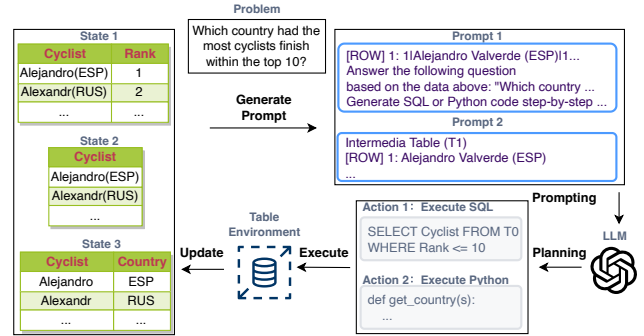 Problem
Which country had the
most cyclists finish
within the top 10?
State 1
Cyclist Rank
Alejandro(ESP) 1
Alexandr(RUS) 2
... ...
State 2
Cyclist
Alejandro(ESP)
Alexandr(RUS)
...
State 3
Cyclist Country
Alejandro ESP
Alexandr RUS
... ...
Generate
Prompt
Prompt 1
[ROW] 1: 1|Alejandro Valverde (ESP)|1...
Answer the following question
based on the data above: "Which country ...
Generate SQL or Python code step-by-step ...
Prompt 2
Intermedia Table (T1)
[ROW] 1: Alejandro Valverde (ESP)
...
Prompting
LLM
Planning
Action 1: Execute SQL
SELECT Cyclist FROM T0
WHERE Rank <= 10
Action 2: Execute Python
def get_country(s):
...
Execute
Table
Environment
Update